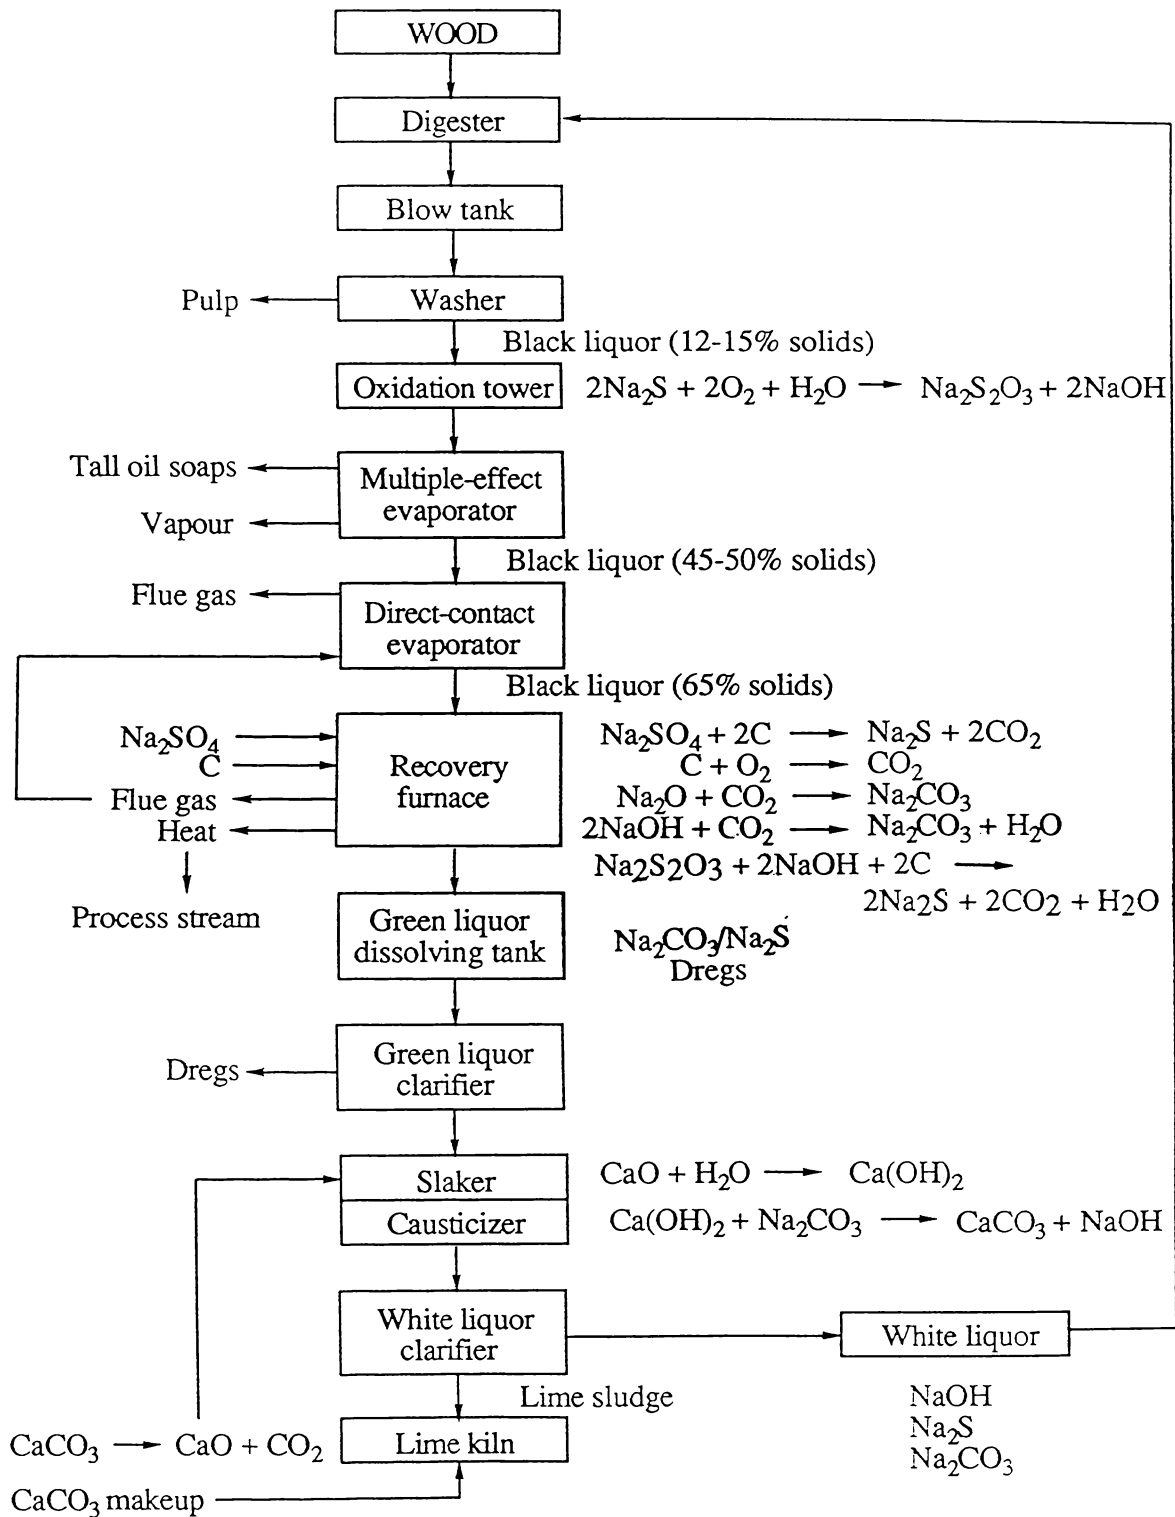 WOOD
Digester
Blow tank
Pulp
Washer
Black liquor (12-15% solids)
Oxidation tower
2Na₂S + 2O₂ + H₂O → Na₂S₂O₃ + 2NaOH
Tall oil soaps
Multiple-effect
evaporator
Vapour
Black liquor (45-50% solids)
Flue gas
Direct-contact
evaporator
Black liquor (65% solids)
Na₂SO₄
C
Flue gas
Heat
Process stream
Recovery
furnace
Na₂SO₄ + 2C → Na₂S + 2CO₂
C + O₂ → CO₂
Na₂O + CO₂ → Na₂CO₃
2NaOH + CO₂ → Na₂CO₃ + H₂O
Na2S2O3 + 2NaOH + 2C →
2Na2S + 2CO2 + H2O
Green liquor
dissolving tank
Na₂CO₃/Na₂S
Dregs
Dregs
Green liquor
clarifier
Slaker
CaO + H₂O → Ca(OH)₂
Causticizer
Ca(OH)₂ + Na₂CO₃ → CaCO₃ + NaOH
White liquor
clarifier
White liquor
Lime sludge
NaOH
Na₂S
Na₂CO₃
CaCO₃ → CaO + CO₂
Lime kiln
CaCO₃ makeup